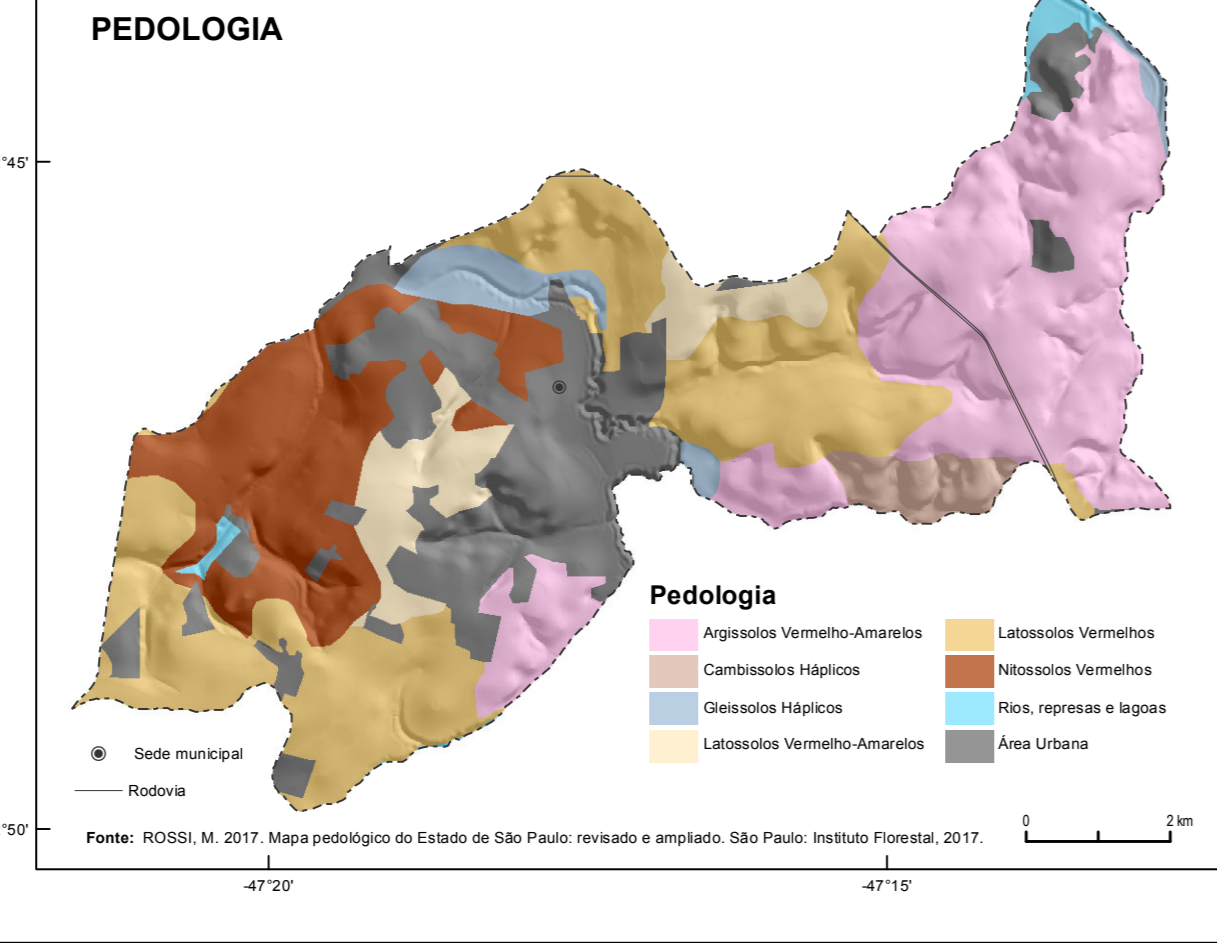 PEDOLOGIA
°45'
Pedologia
Argissolos Vermelho-Amarelos
Cambissolos Háplicos
Gleissolos Háplicos
Latossolos Vermelho-Amarelos
Latossolos Vermelhos
Nitossolos Vermelhos
Rios, represas e lagoas
Área Urbana
Sede municipal
Rodovia
°50'
Fonte: ROSSI, M. 2017. Mapa pedológico do Estado de São Paulo: revisado e ampliado. São Paulo: Instituto Florestal, 2017.
0 2 km
-47°20' -47°15'